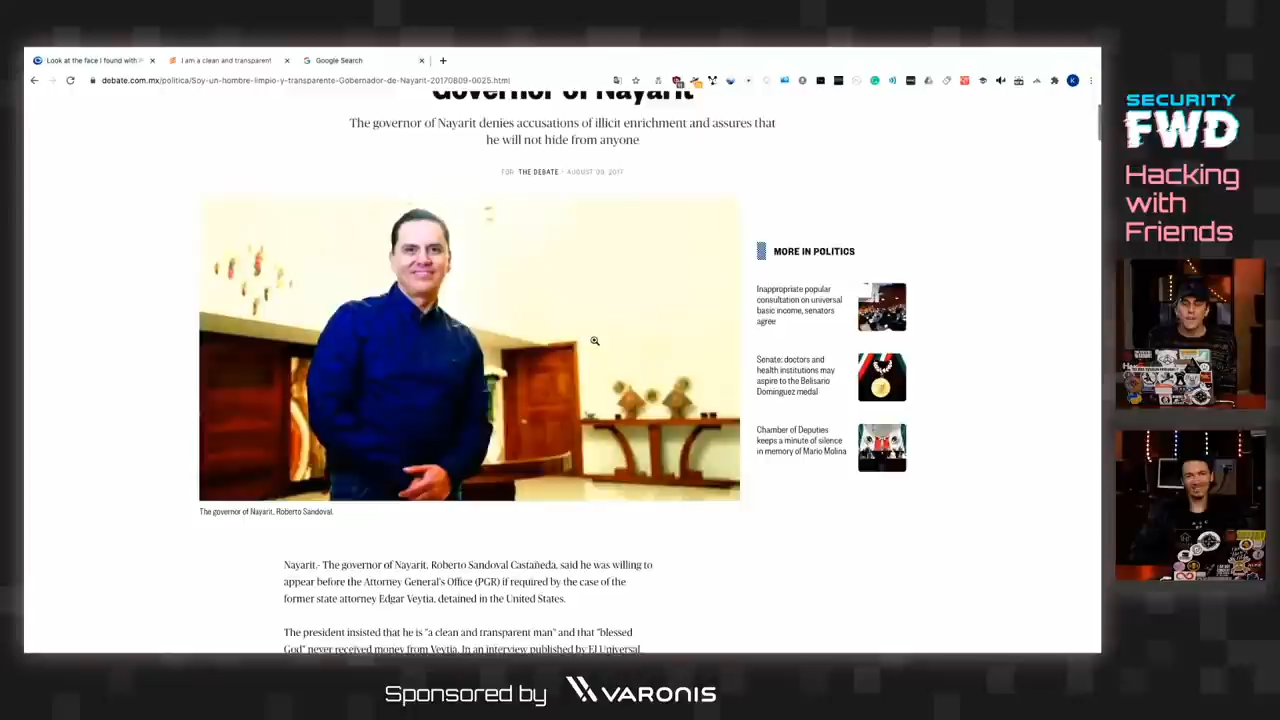 Look at the face I found with P
I am a clean and transparent
Google Search
debate.com.mx/politica/Soy-un-hombre-limpio-y-transparente-Gobernador-de-Nayarit-20170809-0025.html
Governor of Nayarit
The governor of Nayarit denies accusations of illicit enrichment and assures that
he will not hide from anyone
FOR THE DEBATE / AUGUST 09, 2017
MORE IN POLITICS
Inappropriate popular
consultation on universal
basic income, senators
agree
Senate: doctors and
health institutions may
aspire to the Belisario
Dominguez medal
Chamber of Deputies
keeps a minute of silence
in memory of Mario Molina
The governor of Nayarit, Roberto Sandoval.
Nayarit.- The governor of Nayarit, Roberto Sandoval Castañeda, said he was willing to
appear before the Attorney General's Office (PGR) if required by the case of the
former state attorney Edgar Veytia, detained in the United States.
The president insisted that he is "a clean and transparent man" and that "blessed
God" never received money from Veytia. In an interview published by El Universal,
SECURITY
FWD
Hacking
with
Friends
Sponsored by VARONIS